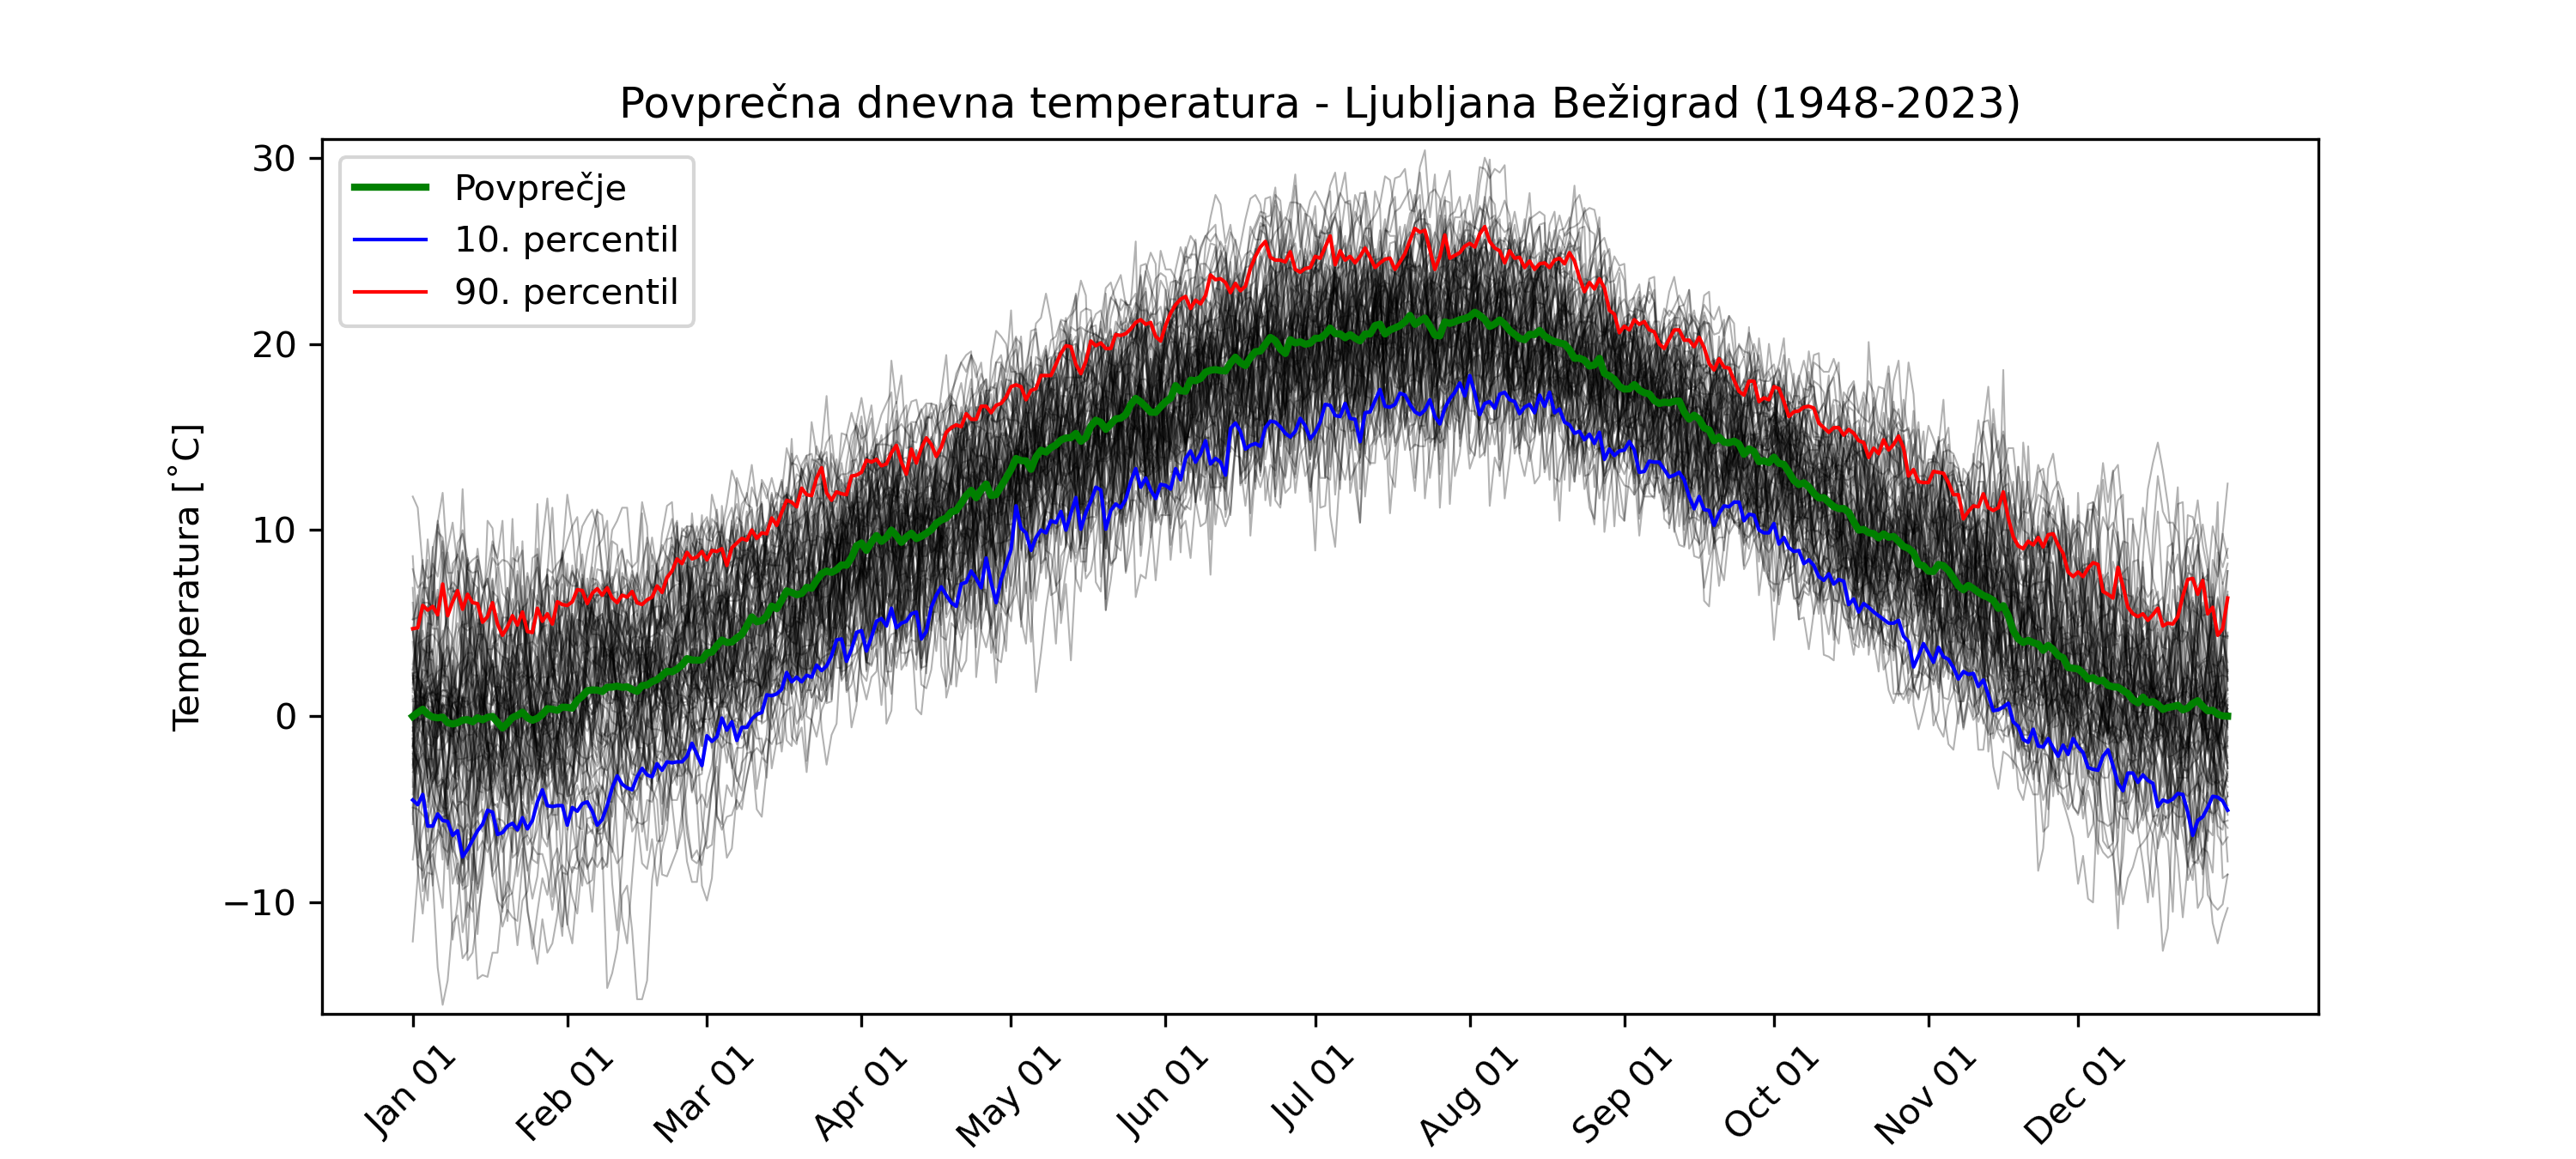 Povprečna dnevna temperatura - Ljubljana Bežigrad (1948-2023)
Povprečje
10. percentil
90. percentil
Temperatura [°C]
30
20
10
0
−10
Jan 01
Feb 01
Mar 01
Apr 01
May 01
Jun 01
Jul 01
Aug 01
Sep 01
Oct 01
Nov 01
Dec 01